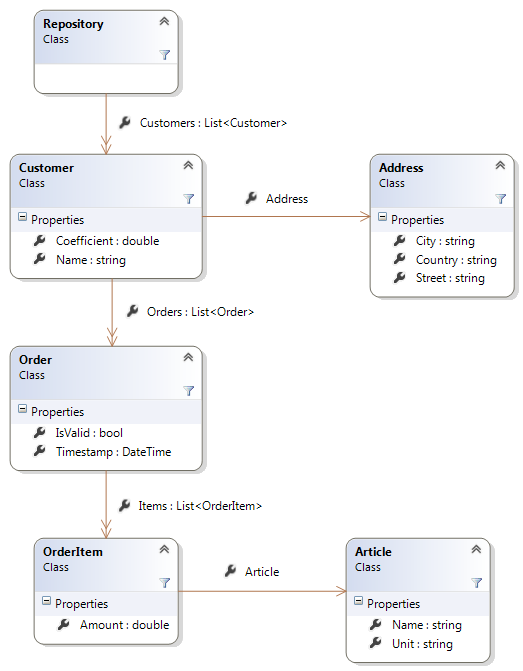 Repository
Class
Customers : List<Customer>
Customer
Class
Properties
Coefficient : double
Name : string
Address
Address
Class
Properties
City : string
Country : string
Street : string
Orders : List<Order>
Order
Class
Properties
IsValid : bool
Timestamp : DateTime
Items : List<OrderItem>
OrderItem
Class
Properties
Amount : double
Article
Article
Class
Properties
Name : string
Unit : string